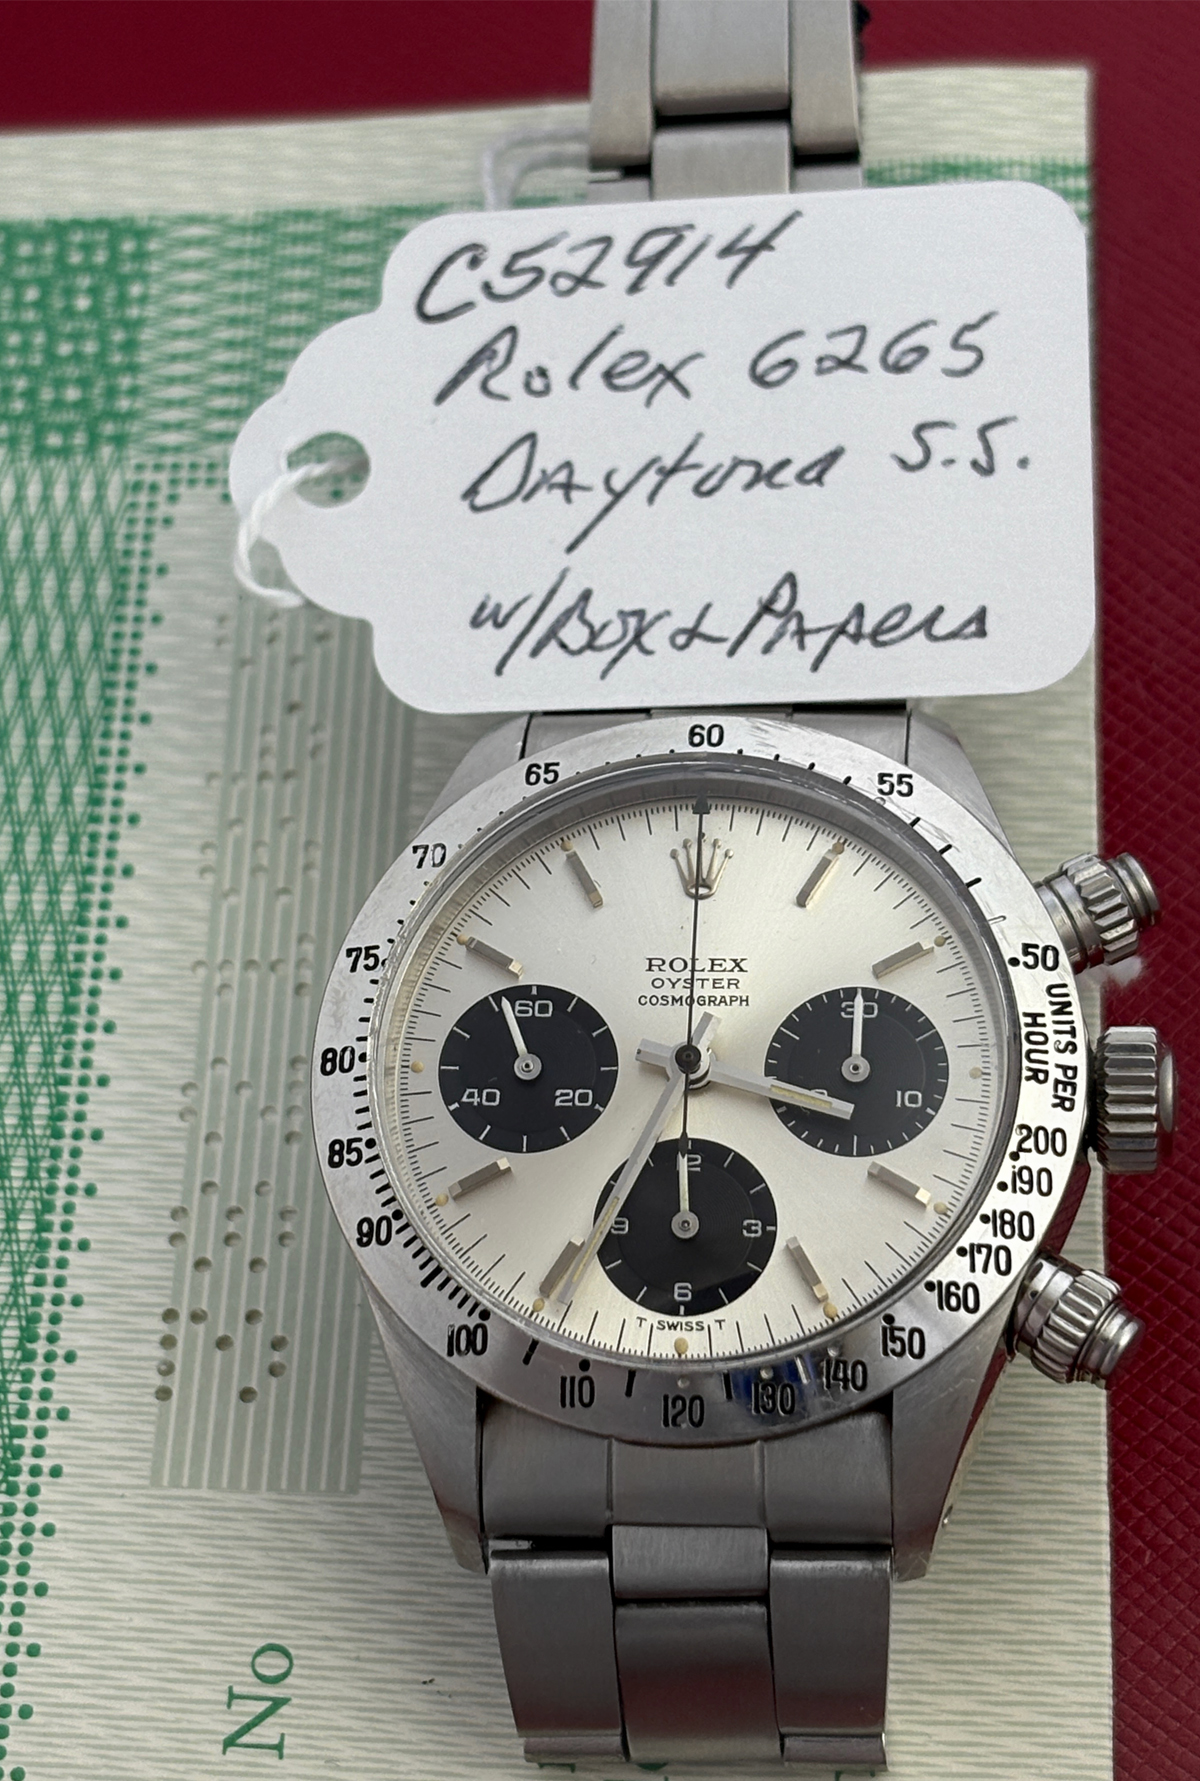 C52914
Rolex 6265
Daytona S.S.
w/Box & Papers
60
55
50
UNITS PER
HOUR
200
190
180
170
160
150
140
130
120
110
100
90
85
80
75
70
65
ROLEX
OYSTER
COSMOGRAPH
60
20
40
30
10
12
3
6
9
T SWISS T
No